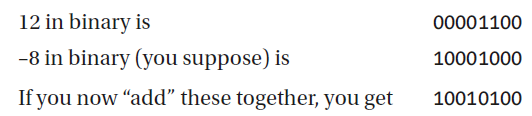 12 in binary is 00001100
–8 in binary (you suppose) is 10001000
If you now “add” these together, you get 10010100